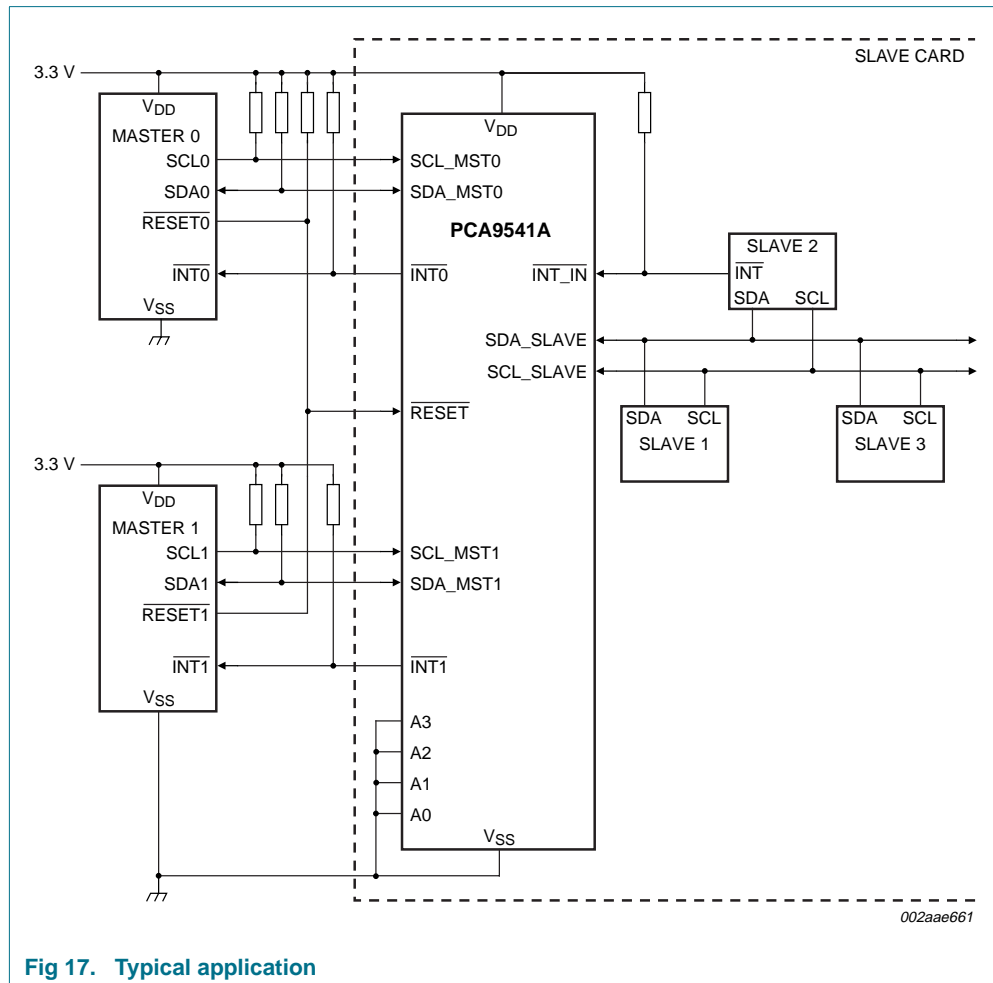 SLAVE CARD
3.3 V
VDD
MASTER 0
SCL0
SDA0
RESET0
INT0
VSS
VDD
SCL_MST0
SDA_MST0
PCA9541A
INT0
INT_IN
SDA_SLAVE
SCL_SLAVE
RESET
SLAVE 2
INT
SDA SCL
SDA SCL
SLAVE 1
SDA SCL
SLAVE 3
3.3 V
VDD
MASTER 1
SCL1
SDA1
RESET1
INT1
VSS
SCL_MST1
SDA_MST1
INT1
A3
A2
A1
A0
VSS
002aae661
Fig 17. Typical application